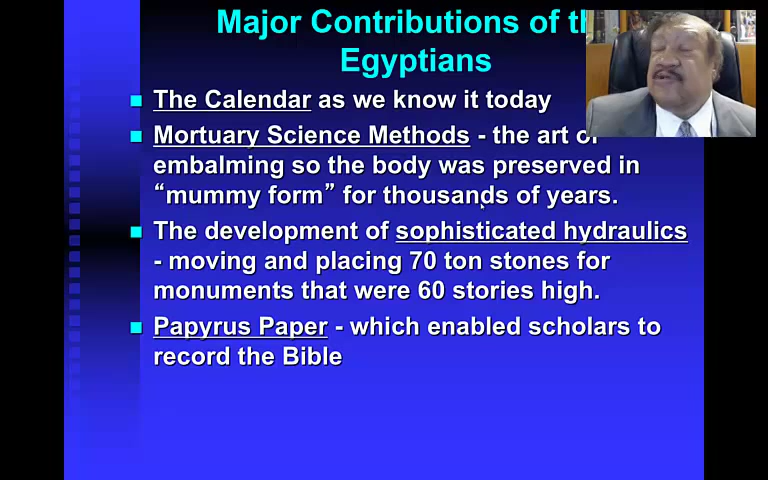 Major Contributions of th
Egyptians
The Calendar as we know it today
Mortuary Science Methods - the art of
embalming so the body was preserved in
“mummy form” for thousands of years.
The development of sophisticated hydraulics
- moving and placing 70 ton stones for
monuments that were 60 stories high.
Papyrus Paper - which enabled scholars to
record the Bible